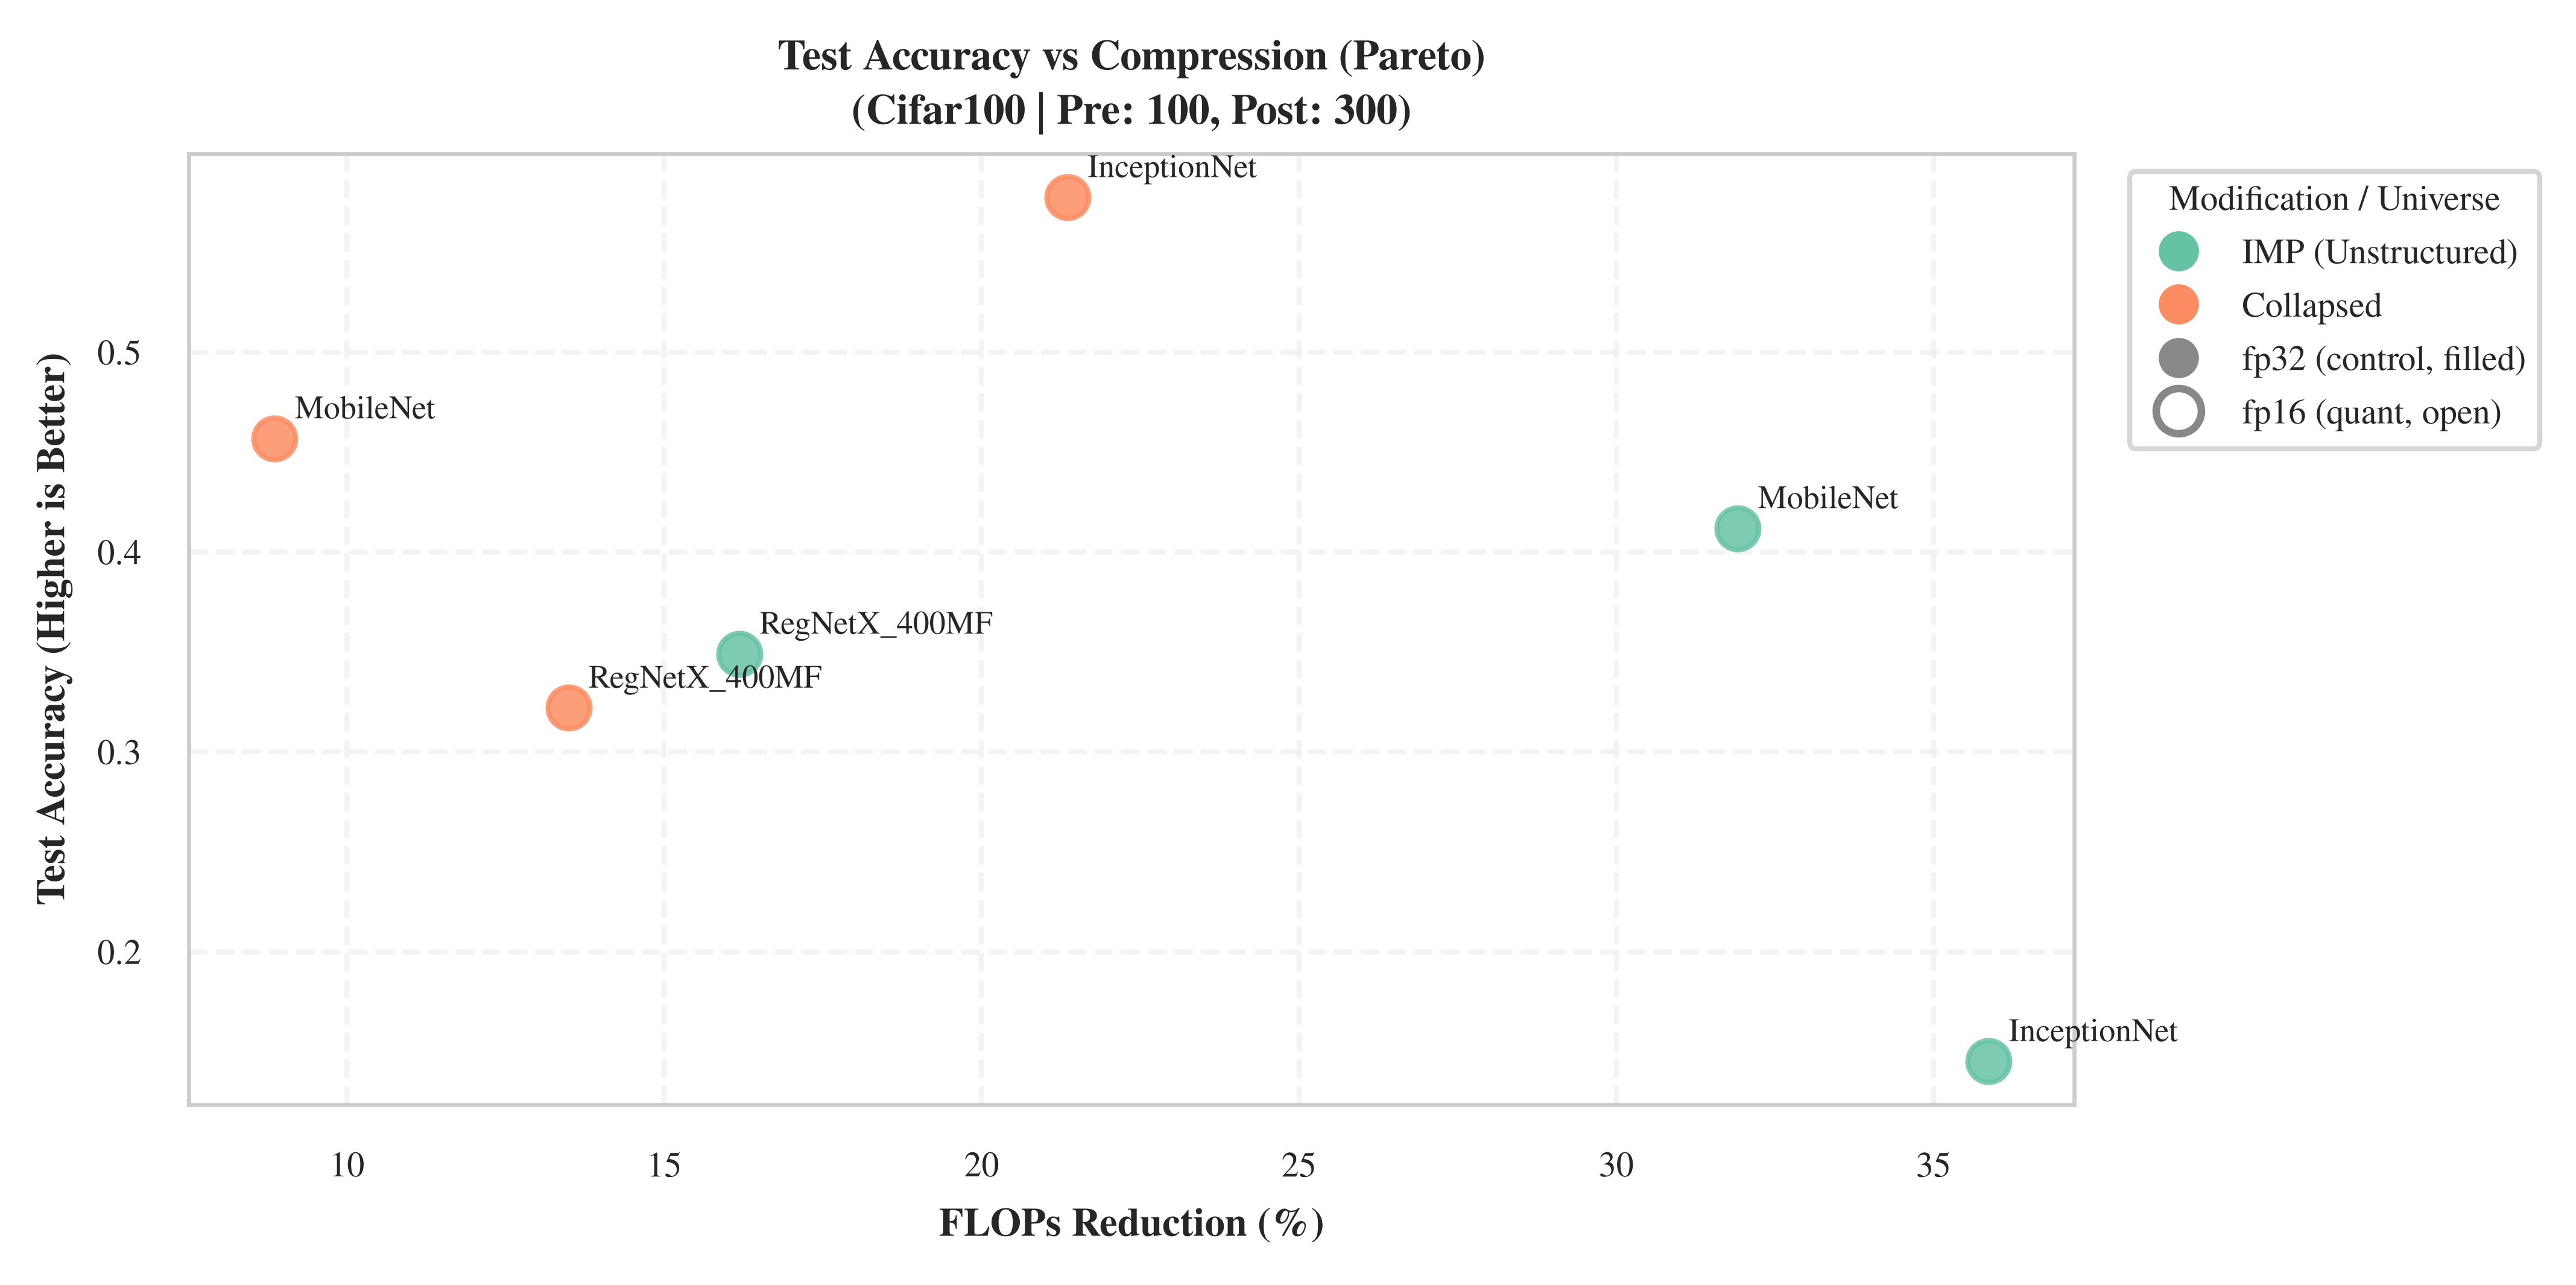 Test Accuracy vs Compression (Pareto)
(Cifar100 | Pre: 100, Post: 300)
InceptionNet
MobileNet
MobileNet
RegNetX_400MF
RegNetX_400MF
InceptionNet
Test Accuracy (Higher is Better)
0.5
0.4
0.3
0.2
10
15
20
25
30
35
FLOPs Reduction (%)
Modification / Universe
IMP (Unstructured)
Collapsed
fp32 (control, filled)
fp16 (quant, open)